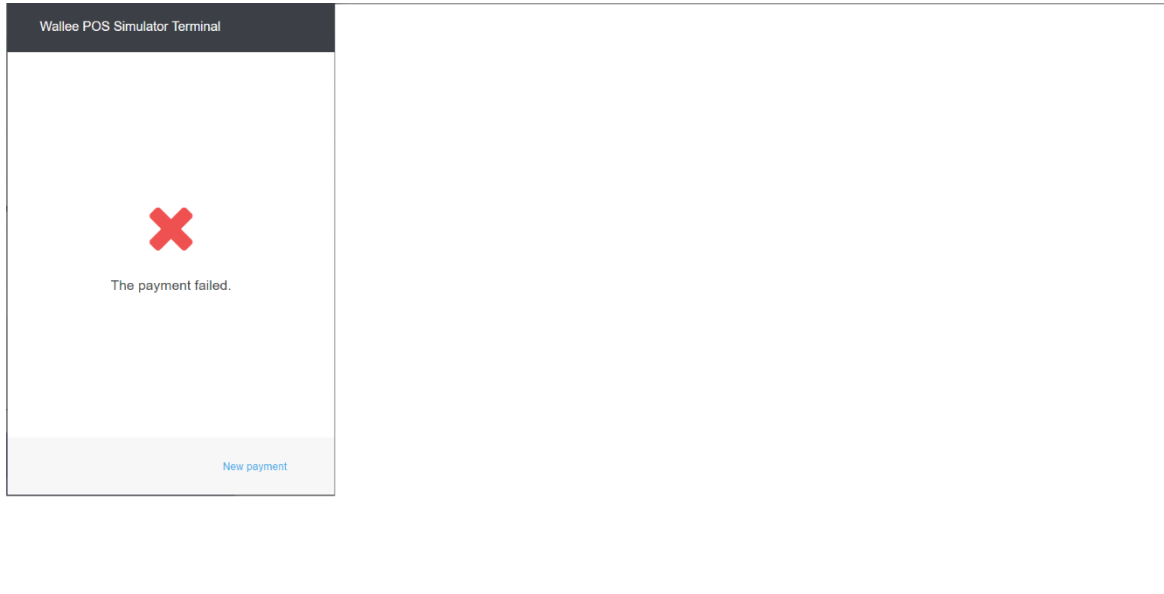 Wallee POS Simulator Terminal
The payment failed.
New payment